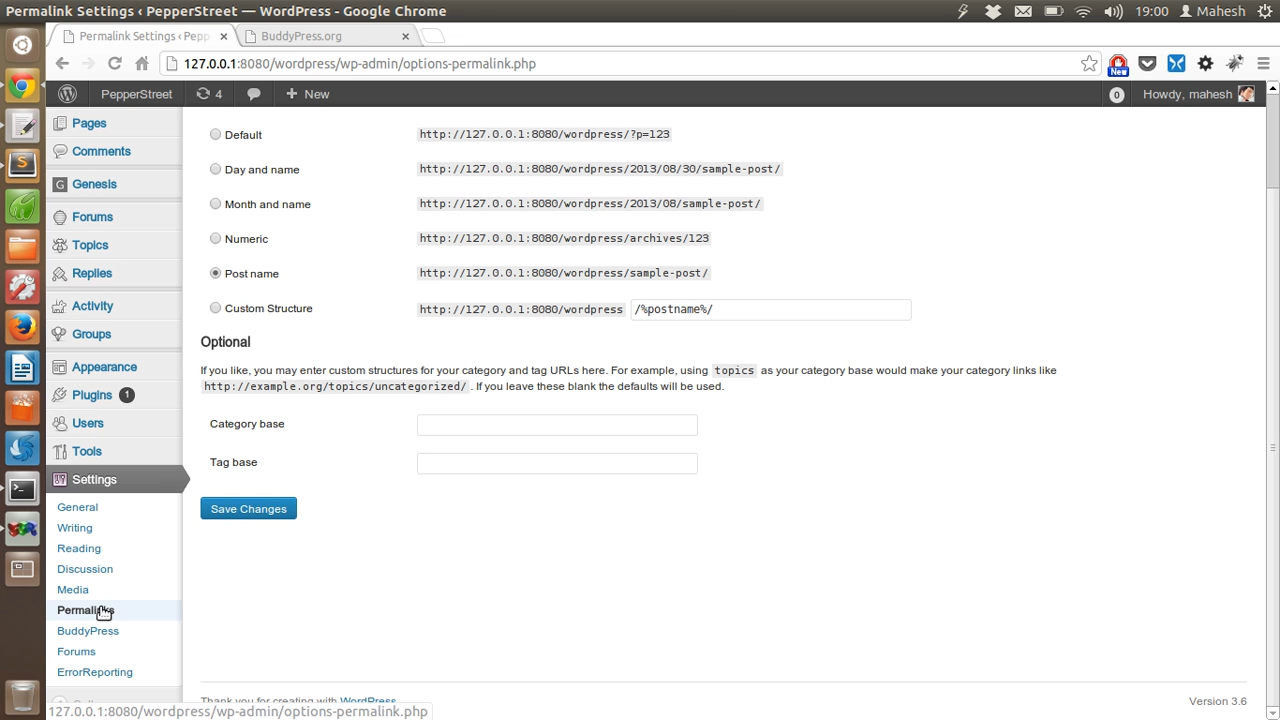 Permalink Settings ‹ PepperStreet — WordPress - Google Chrome
19:00 Mahesh
Permalink Settings ‹ Pepp
BuddyPress.org
127.0.0.1:8080/wordpress/wp-admin/options-permalink.php
New
PepperStreet
4
New
0
Howdy, mahesh
Pages
Comments
Genesis
Forums
Topics
Replies
Activity
Groups
Appearance
Plugins 1
Users
Tools
Settings
General
Writing
Reading
Discussion
Media
Permalinks
BuddyPress
Forums
ErrorReporting
Default http://127.0.0.1:8080/wordpress/?p=123
Day and name http://127.0.0.1:8080/wordpress/2013/08/30/sample-post/
Month and name http://127.0.0.1:8080/wordpress/2013/08/sample-post/
Numeric http://127.0.0.1:8080/wordpress/archives/123
Post name http://127.0.0.1:8080/wordpress/sample-post/
Custom Structure http://127.0.0.1:8080/wordpress /%postname%/
Optional
If you like, you may enter custom structures for your category and tag URLs here. For example, using topics as your category base would make your category links like
http://example.org/topics/uncategorized/ . If you leave these blank the defaults will be used.
Category base
Tag base
Save Changes
Thank you for creating with WordPress.
Version 3.6
127.0.0.1:8080/wordpress/wp-admin/options-permalink.php